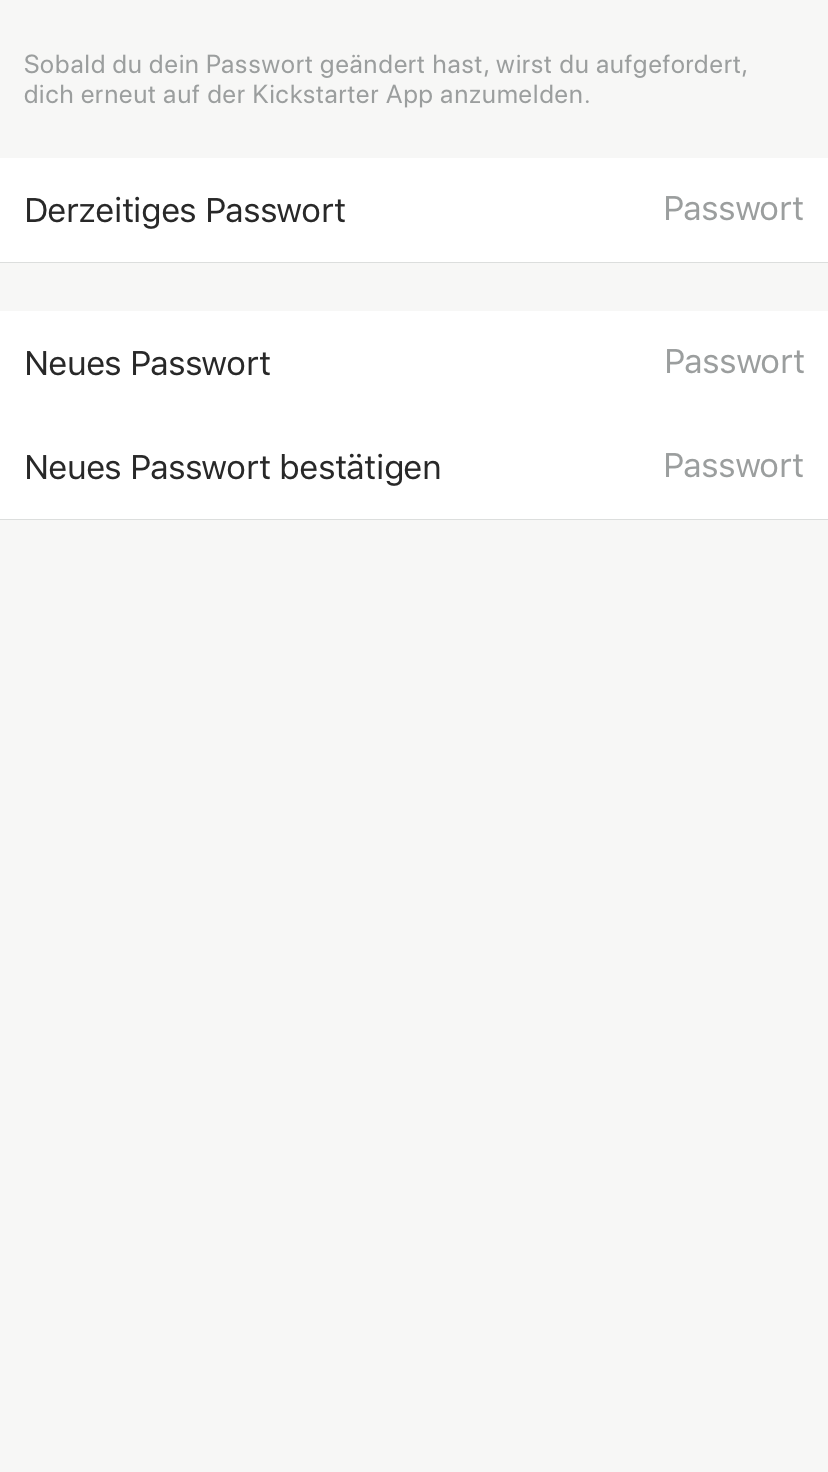 Sobald du dein Passwort geändert hast, wirst du aufgefordert,
dich erneut auf der Kickstarter App anzumelden.
Derzeitiges Passwort Passwort
Neues Passwort Passwort
Neues Passwort bestätigen Passwort